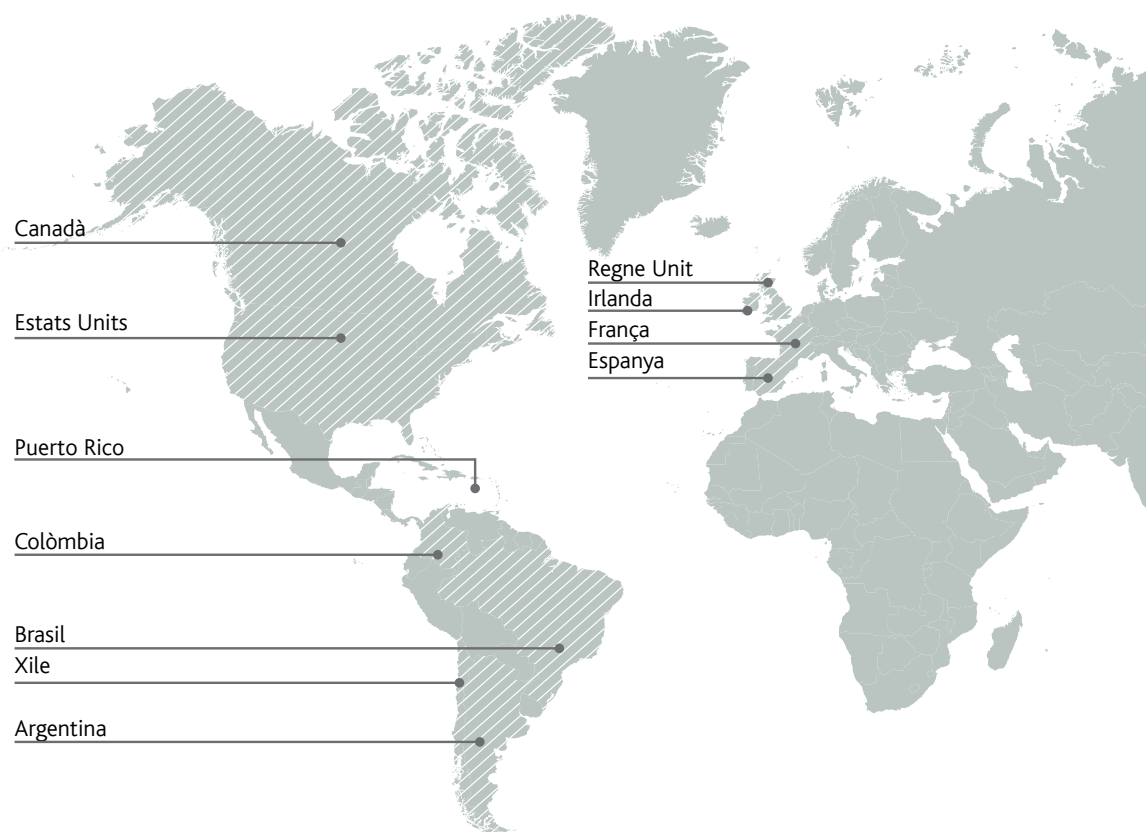 Canadà
Estats Units
Puerto Rico
Colòmbia
Brasil
Xile
Argentina
Regne Unit
Irlanda
França
Espanya